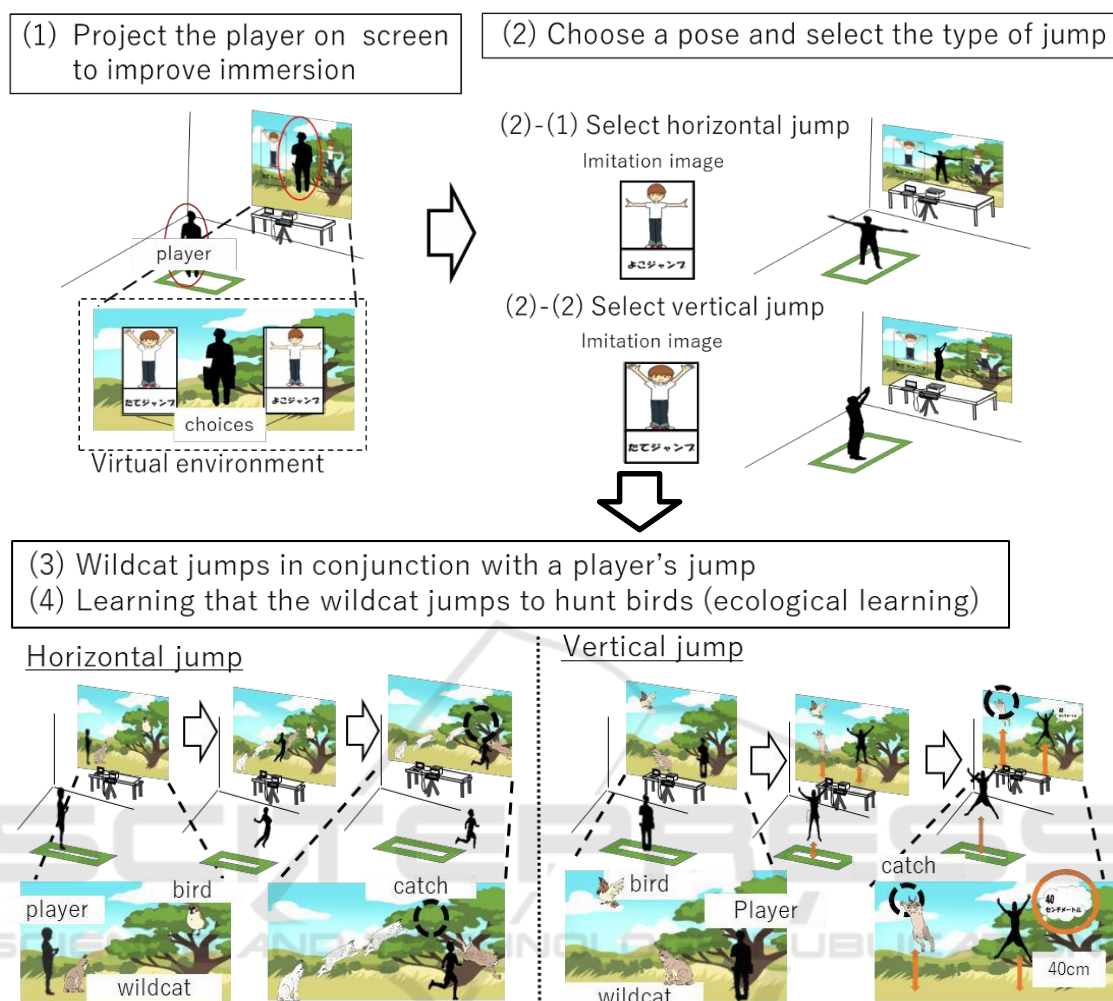 (1) Project the player on screen
to improve immersion
(2) Choose a pose and select the type of jump
player
たてジャンプ
よこジャンプ
choices
Virtual environment
(2)-(1) Select horizontal jump
Imitation image
よこジャンプ
(2)-(2) Select vertical jump
Imitation image
たてジャンプ
(3) Wildcat jumps in conjunction with a player's jump
(4) Learning that the wildcat jumps to hunt birds (ecological learning)
Horizontal jump
bird
player
wildcat
catch
Vertical jump
bird
Player
wildcat
catch
40
センチメートル
40cm